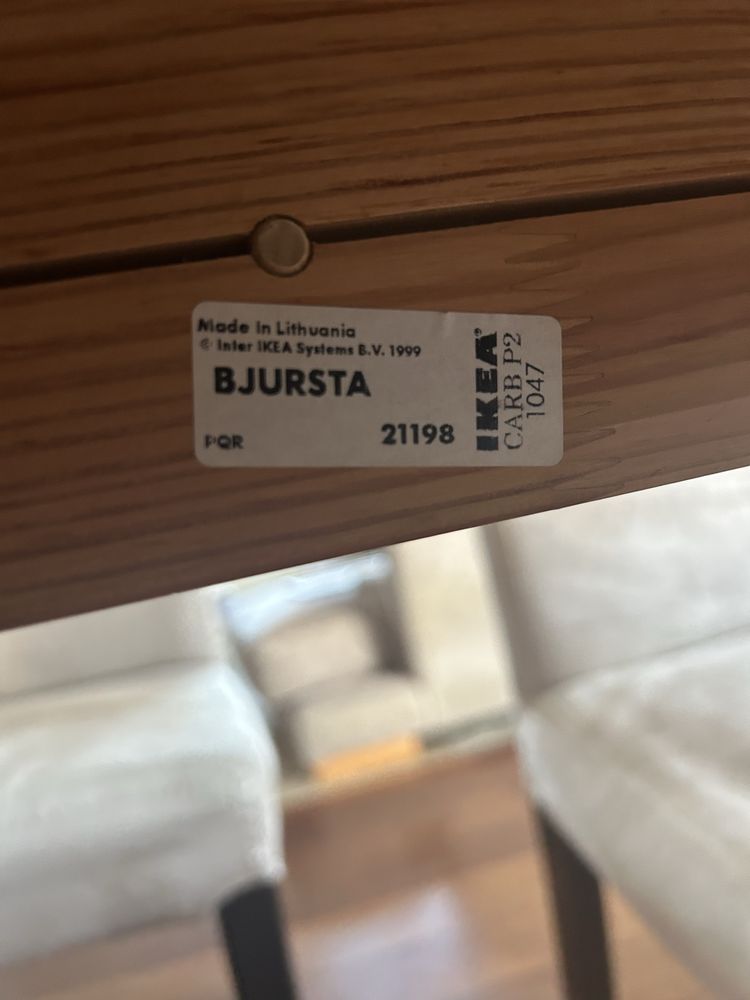 Made in Lithuania
© Inter IKEA Systems B.V. 1999
BJURSTA
PQR
21198
IKEA®
CARB P2
1047